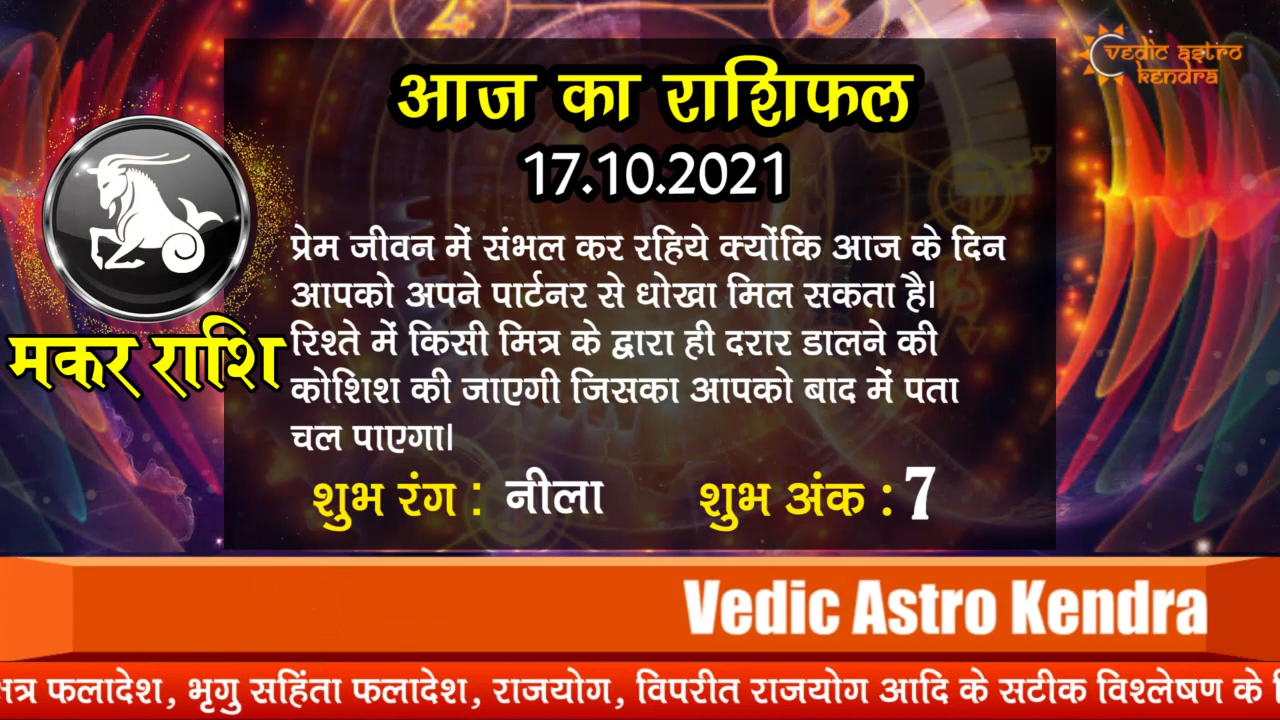 vedic astro
kendra
आज का राशिफल
17.10.2021
प्रेम जीवन में संभल कर रहिये क्योंकि आज के दिन
आपको अपने पार्टनर से धोखा मिल सकता है।
मकर राशि
रिश्ते में किसी मित्र के द्वारा ही दरार डालने की
कोशिश की जाएगी जिसका आपको बाद में पता
चल पाएगा।
शुभ रंग : नीला
शुभ अंक : 7
Vedic Astro Kendra
फलादेश, भृगु सहिंता फलादेश, राजयोग, विपरीत राजयोग आदि के सटीक विश्लेषण के